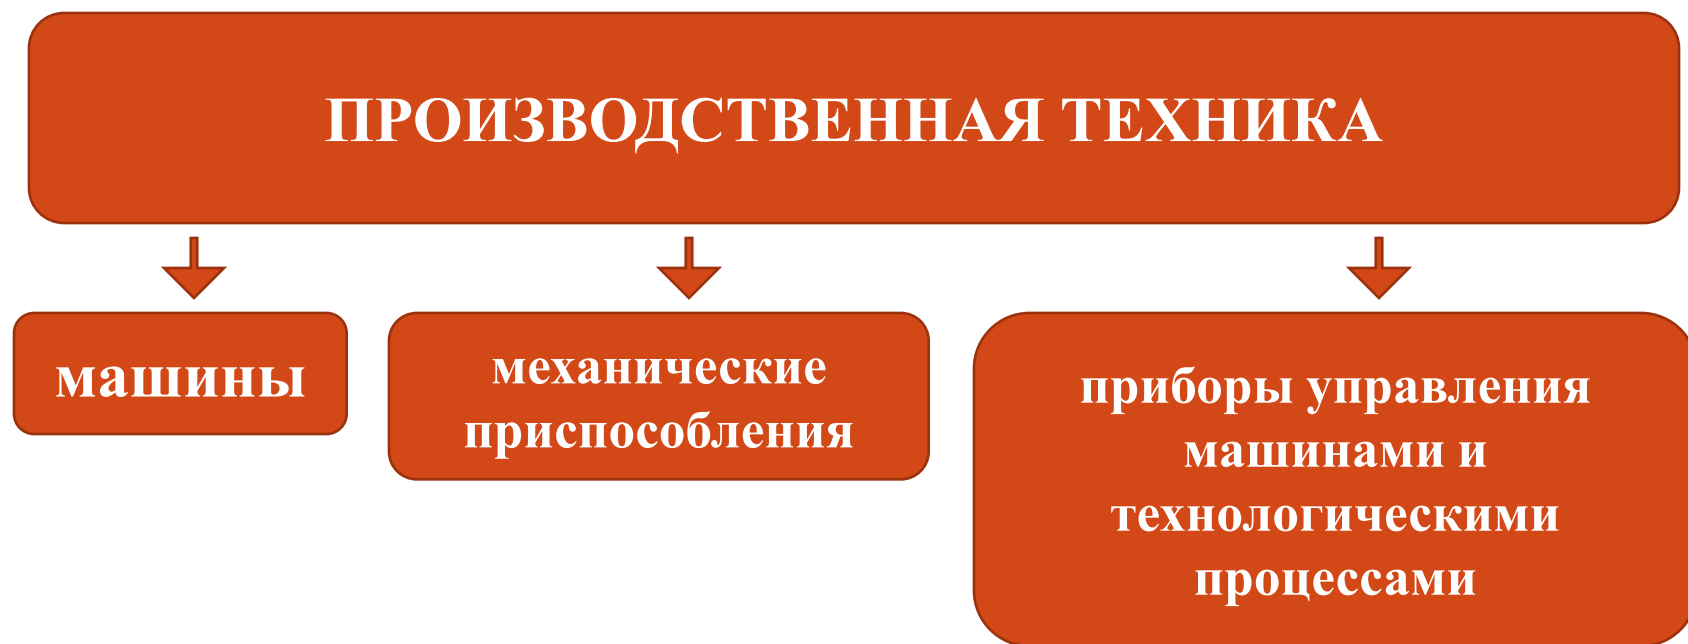 ПРОИЗВОДСТВЕННАЯ ТЕХНИКА
машины
механические
приспособления
приборы управления
машинами и
технологическими
процессами